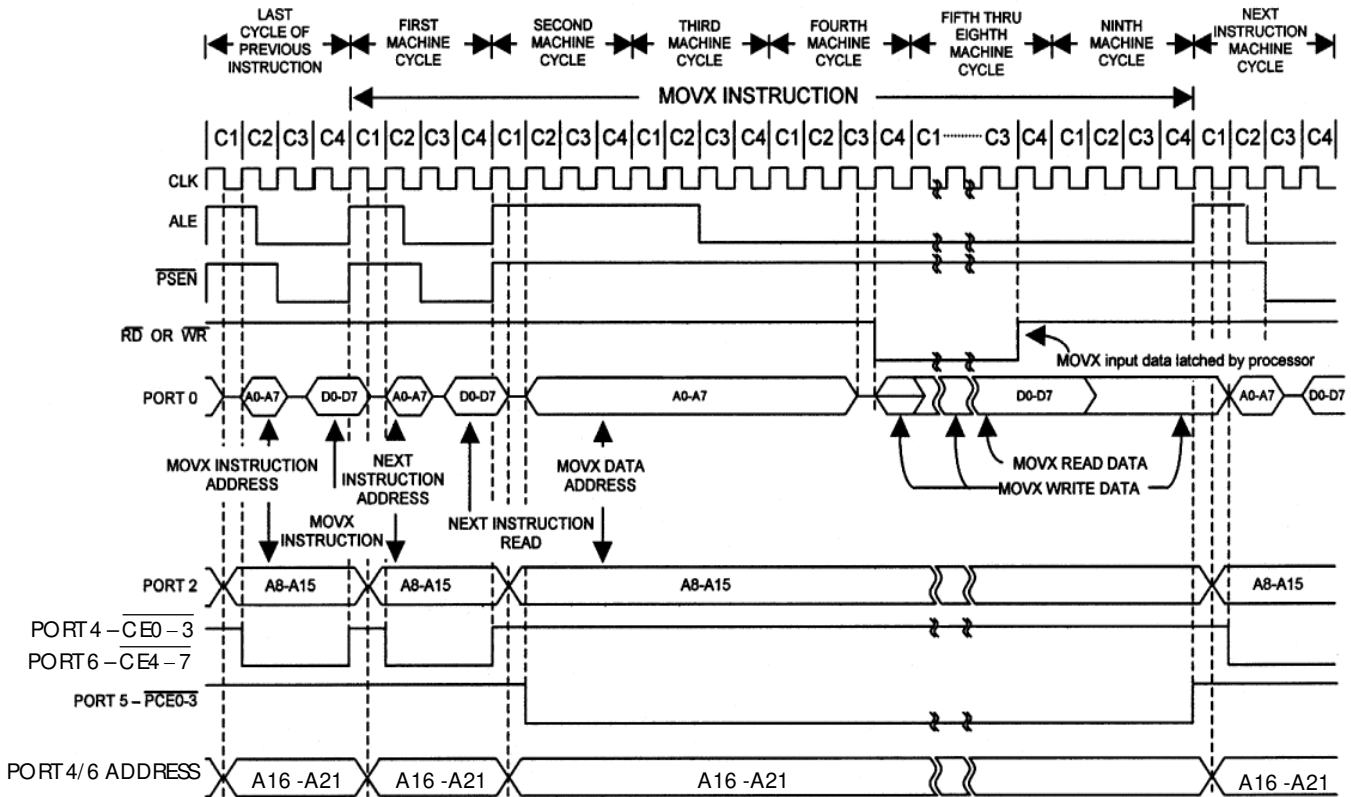 LAST CYCLE OF PREVIOUS INSTRUCTION
FIRST MACHINE CYCLE
SECOND MACHINE CYCLE
THIRD MACHINE CYCLE
FOURTH MACHINE CYCLE
FIFTH THRU EIGHTH MACHINE CYCLE
NINTH MACHINE CYCLE
NEXT INSTRUCTION MACHINE CYCLE
MOVX INSTRUCTION
C1 C2 C3 C4 C1 C2 C3 C4 C1 C2 C3 C4 C1 C2 C3 C4 C1 C2 C3 C4 C1 ·········· C3 C4 C1 C2 C3 C4 C1 C2 C3 C4
CLK
ALE
PSEN
RD OR WR
MOVX input data latched by processor
PORT 0 A0-A7 D0-D7 A0-A7 D0-D7 A0-A7 D0-D7 A0-A7 D0-D7
MOVX INSTRUCTION ADDRESS
NEXT INSTRUCTION ADDRESS
MOVX DATA ADDRESS
MOVX READ DATA
MOVX WRITE DATA
MOVX INSTRUCTION
NEXT INSTRUCTION READ
PORT 2 A8-A15 A8-A15 A8-A15 A8-A15
PORT 4 – CE0 – 3
PORT 6 – CE4 – 7
PORT 5 – PCE0-3
PORT 4/6 ADDRESS A16 -A21 A16 -A21 A16 -A21 A16 -A21